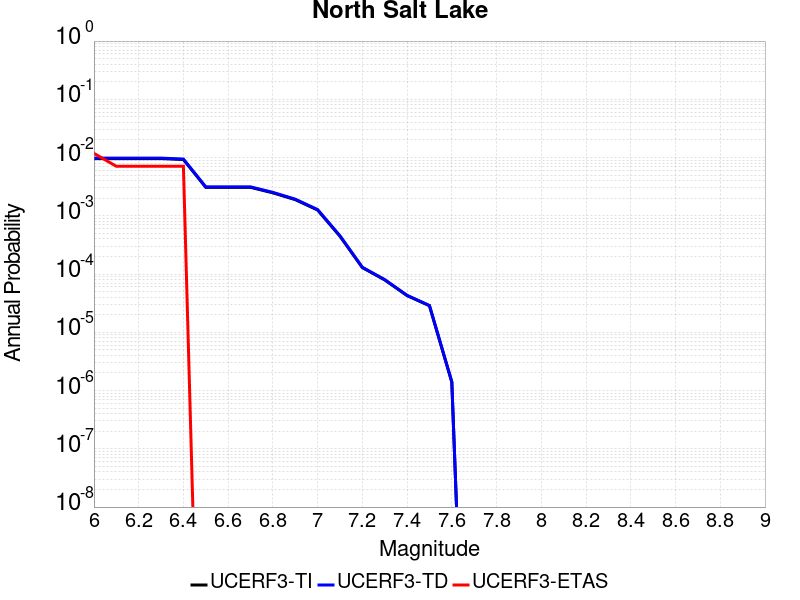 North Salt Lake
10^0
10^-1
10^-2
10^-3
10^-4
10^-5
10^-6
10^-7
10^-8
Annual Probability
6 6.2 6.4 6.6 6.8 7 7.2 7.4 7.6 7.8 8 8.2 8.4 8.6 8.8 9
Magnitude
UCERF3-TI UCERF3-TD UCERF3-ETAS